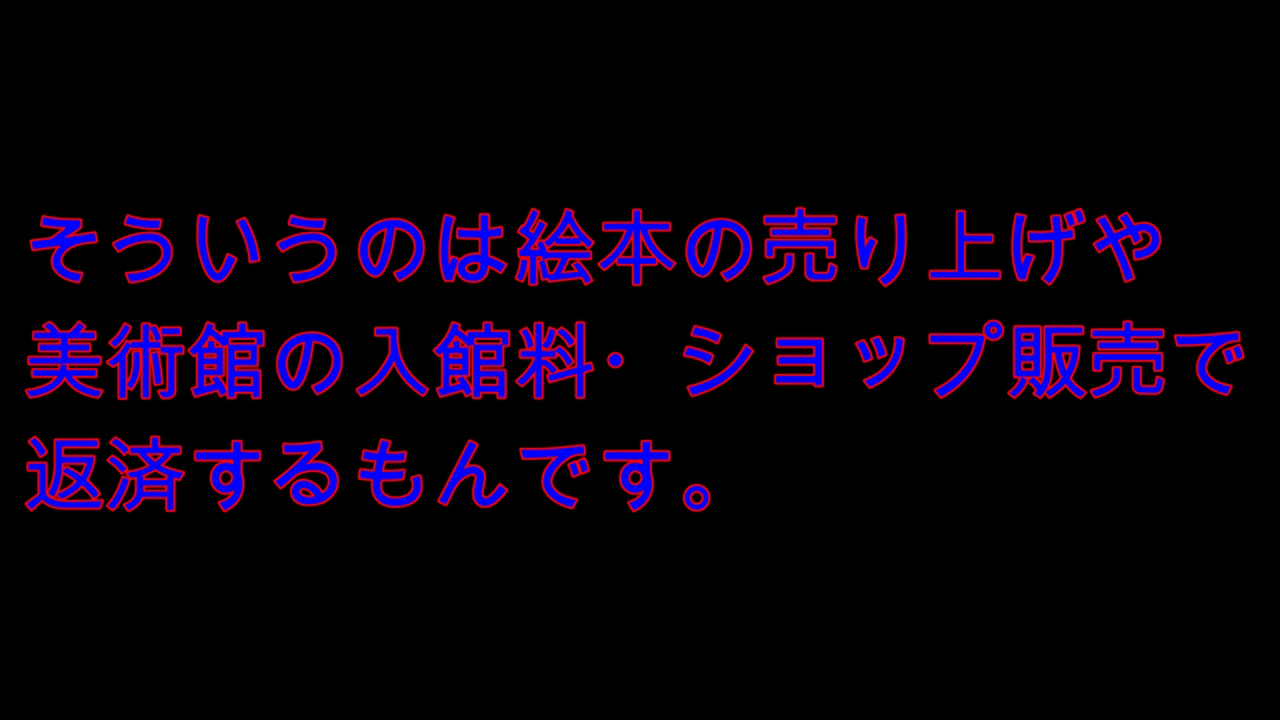 そういうのは絵本の売り上げや
美術館の入館料・ショップ販売で
返済するもんです。